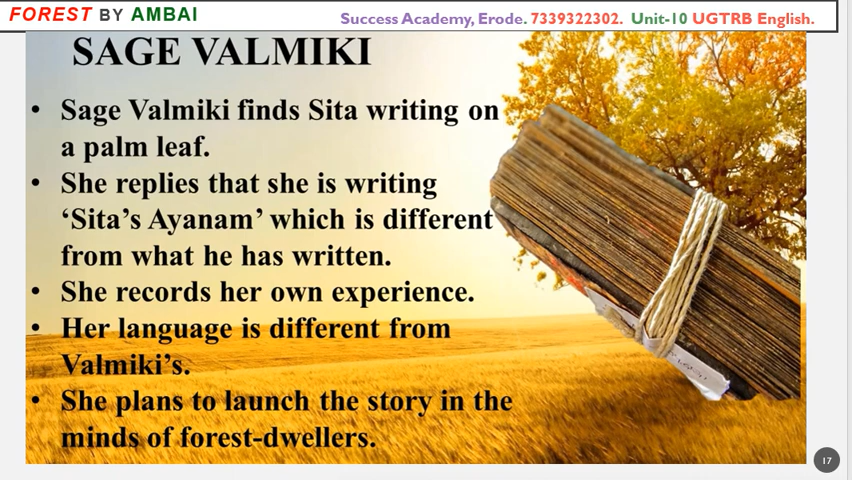 FOREST BY AMBAI
Success Academy, Erode. 7339322302. Unit-10 UGTRB English.
SAGE VALMIKI
• Sage Valmiki finds Sita writing on
a palm leaf.
• She replies that she is writing
‘Sita’s Ayanam’ which is different
from what he has written.
• She records her own experience.
• Her language is different from
Valmiki’s.
• She plans to launch the story in the
minds of forest-dwellers.
17